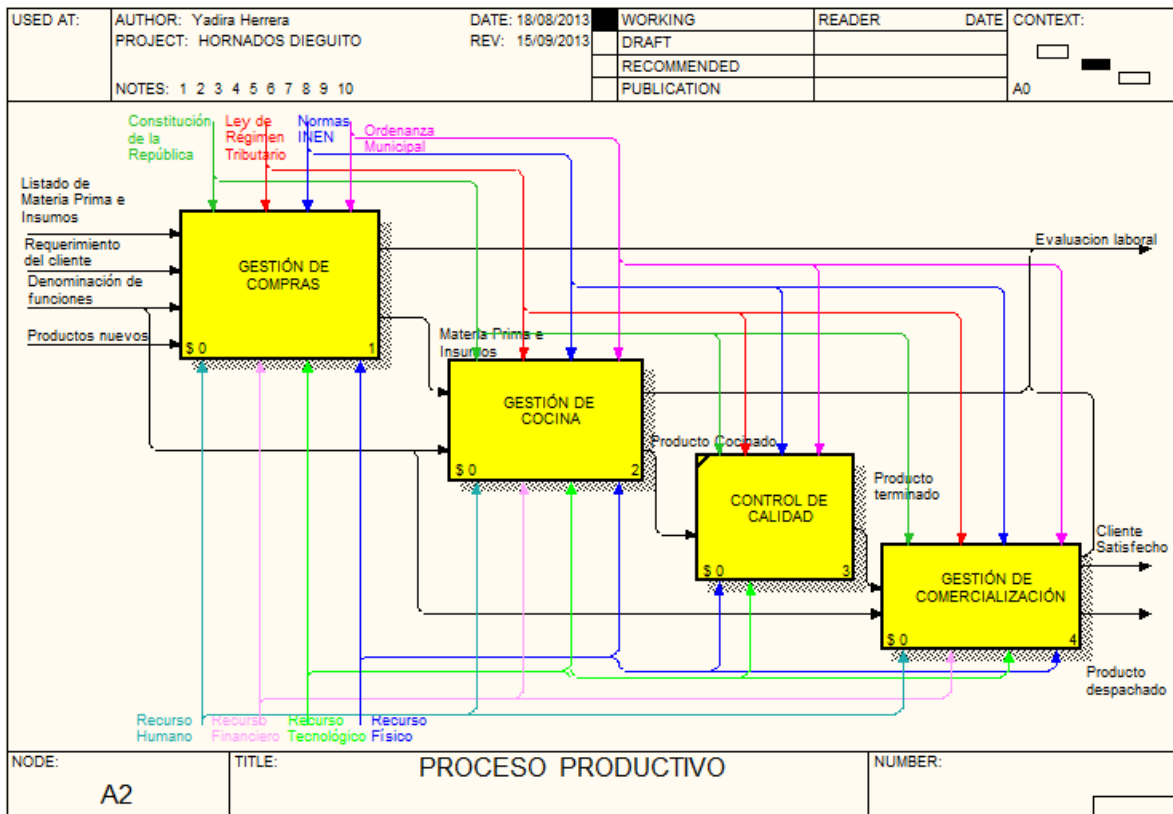 USED AT:
AUTHOR: Yadira Herrera
DATE: 18/08/2013
WORKING
READER
DATE
CONTEXT:
PROJECT: HORNADOS DIEGUITO
REV: 15/09/2013
DRAFT
RECOMMENDED
NOTES: 1 2 3 4 5 6 7 8 9 10
PUBLICATION
A0
Constitución
de la
República
Ley de
Régimen
Tributario
Normas
INEN
Ordenanza
Municipal
Listado de
Materia Prima e
Insumos
Requerimiento
del cliente
Denominación de
funciones
Productos nuevos
GESTIÓN DE
COMPRAS
$ 0
1
Evaluacion laboral
Materia Prima e
Insumos
GESTIÓN DE
COCINA
$ 0
2
Producto Cocinado
CONTROL DE
CALIDAD
$ 0
3
Producto
terminado
GESTIÓN DE
COMERCIALIZACIÓN
$ 0
4
Cliente
Satisfecho
Producto
despachado
Recurso
Humano
Recurso
Financiero
Recurso
Tecnológico
Recurso
Físico
NODE:
A2
TITLE:
PROCESO PRODUCTIVO
NUMBER: